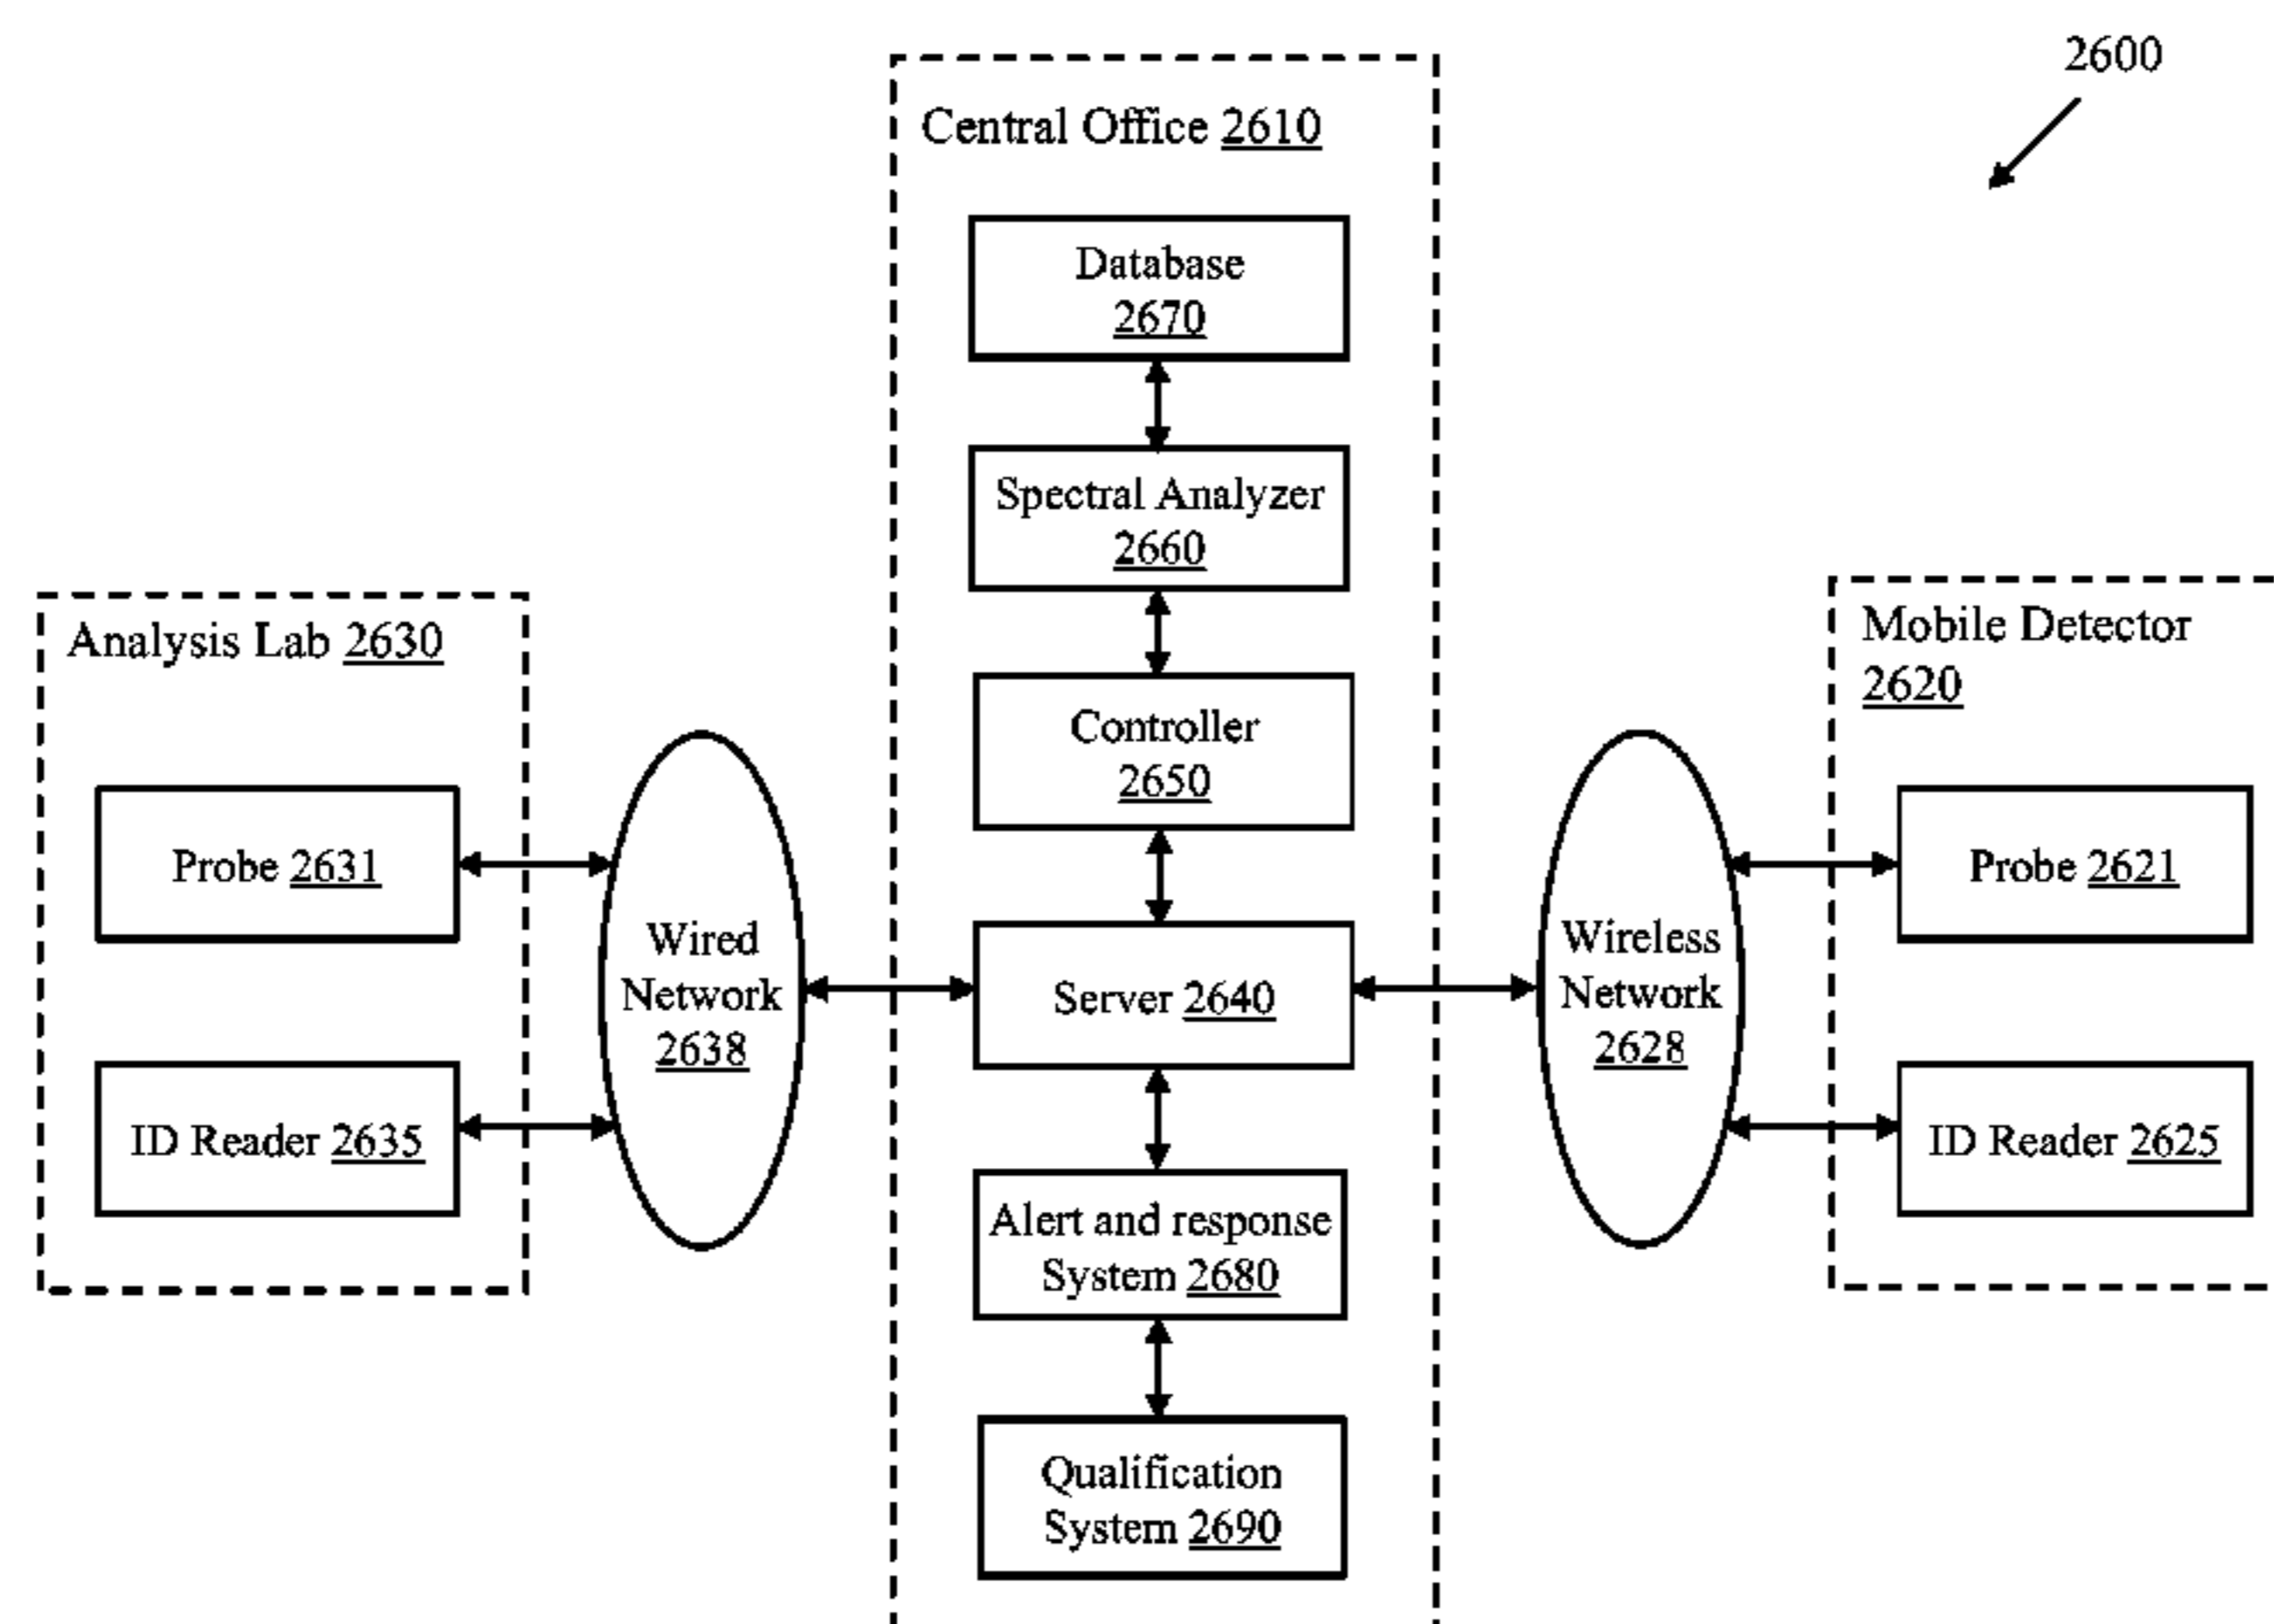 2600
Central Office 2610
Database
2670
Spectral Analyzer
2660
Controller
2650
Server 2640
Alert and response
System 2680
Qualification
System 2690
Analysis Lab 2630
Probe 2631
ID Reader 2635
Wired
Network
2638
Wireless
Network
2628
Mobile Detector
2620
Probe 2621
ID Reader 2625